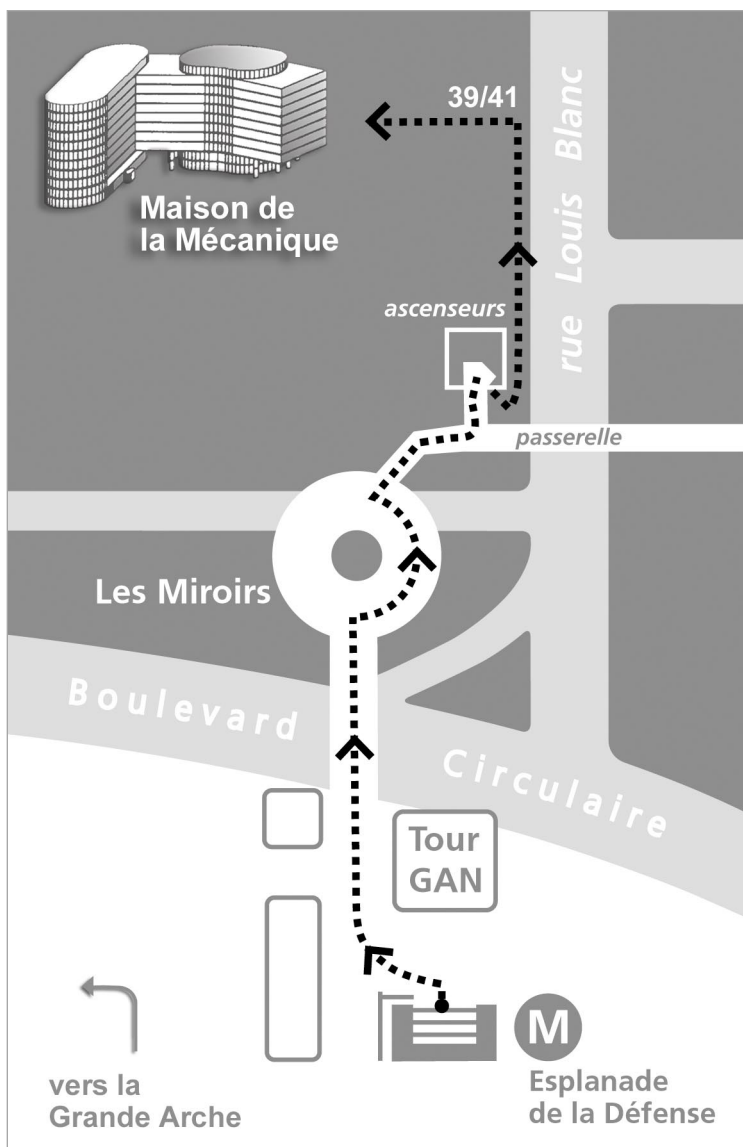 39/41
rue Louis Blanc
Maison de
la Mécanique
ascenseurs
passerelle
Les Miroirs
Boulevard Circulaire
Tour
GAN
M
Esplanade
de la Défense
vers la
Grande Arche